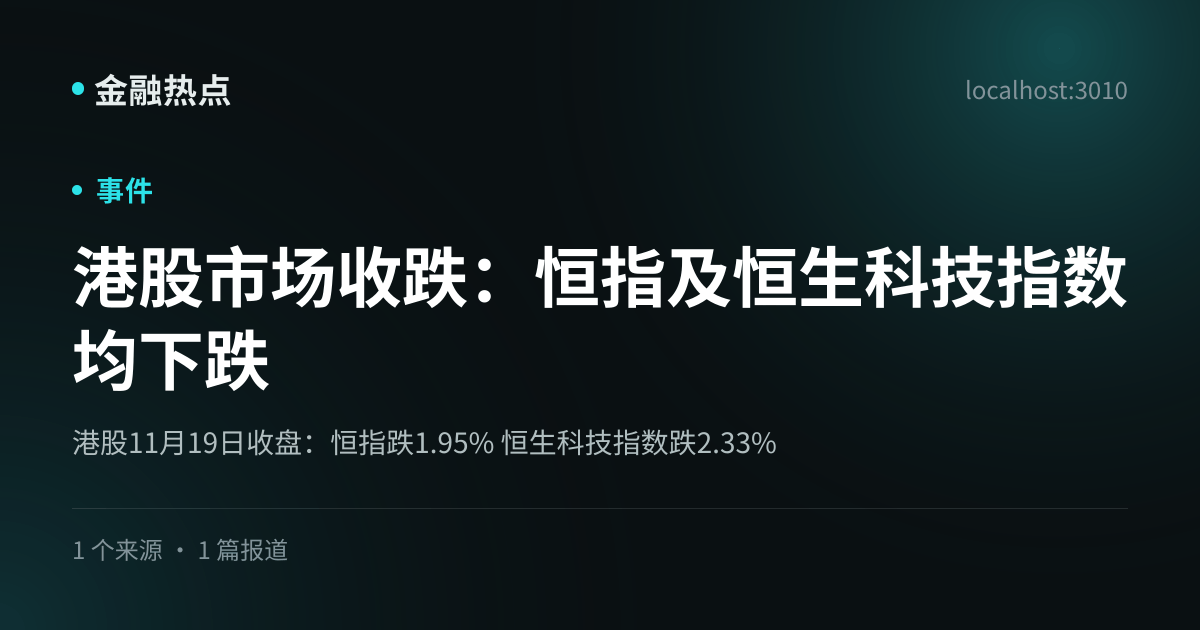 金融热点
localhost:3010
事件
港股市场收跌：恒指及恒生科技指数
均下跌
港股11月19日收盘：恒指跌1.95% 恒生科技指数跌2.33%
1 个来源 · 1 篇报道